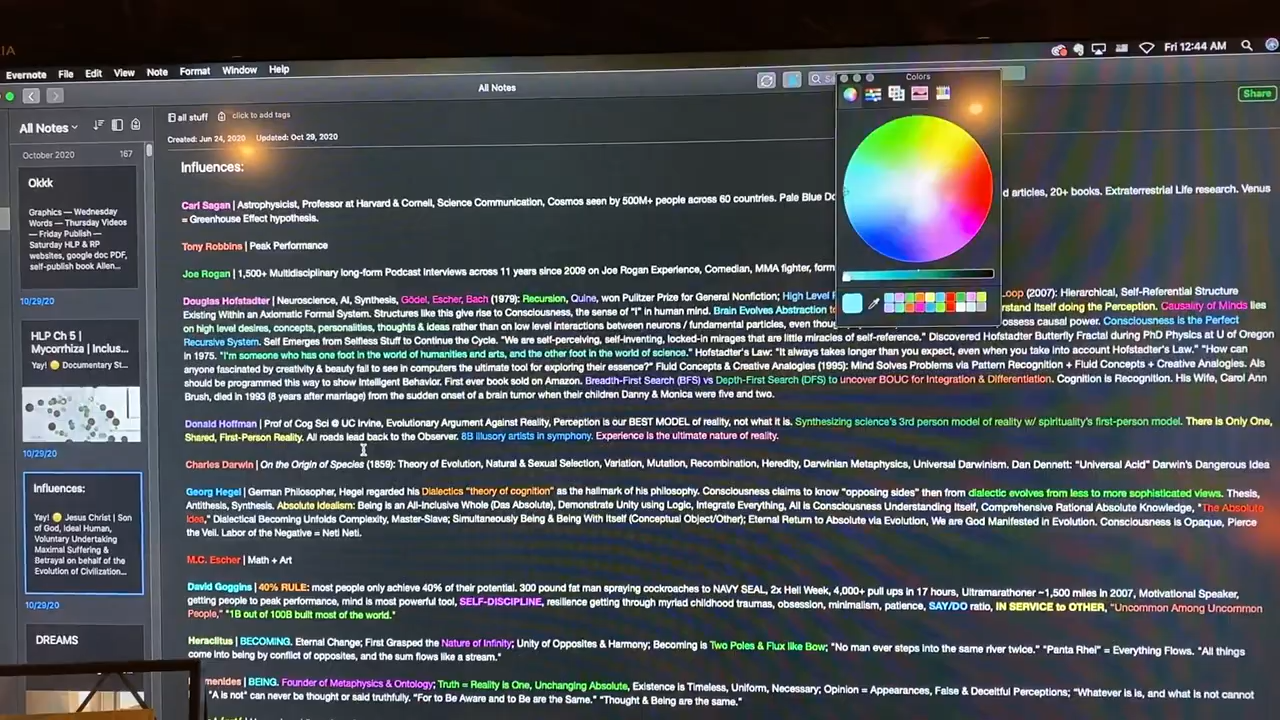 IA
Evernote File Edit View Note Format Window Help
Fri 12:44 AM
All Notes
Colors
Share
All Notes
October 2020 167
Okkk
Graphics — Wednesday
Words — Thursday Videos
— Friday Publish —
Saturday HLP & RP
websites, google doc PDF,
self-publish book Allen...
10/29/20
HLP Ch 5 |
Mycorrhiza | Inclus...
Yay! Documentary St...
10/29/20
Influences:
Yay! Jesus Christ | Son
of God, Ideal Human,
Voluntary Undertaking
Maximal Suffering &
Betrayal on behalf of the
Evolution of Civilization...
10/29/20
DREAMS
all stuff click to add tags
Created: Jun 24, 2020 Updated: Oct 29, 2020
Influences:
Carl Sagan | Astrophysicist, Professor at Harvard & Cornell, Science Communication, Cosmos seen by 500M+ people across 60 countries. Pale Blue Do d articles, 20+ books. Extraterrestrial Life research. Venus
= Greenhouse Effect hypothesis.
Tony Robbins | Peak Performance
Joe Rogan | 1,500+ Multidisciplinary long-form Podcast Interviews across 11 years since 2009 on Joe Rogan Experience, Comedian, MMA fighter, form
Douglas Hofstadter | Neuroscience, AI, Synthesis, Gödel, Escher, Bach (1979): Recursion, Quine, won Pulitzer Prize for General Nonfiction; High Level Loop (2007): Hierarchical, Self-Referential Structure
Existing Within an Axiomatic Formal System. Structures like this give rise to Consciousness, the sense of "I" in human mind. Brain Evolves Abstraction to rstand Itself doing the Perception. Causality of Minds lies
on high level desires, concepts, personalities, thoughts & ideas rather than on low level interactions between neurons / fundamental particles, even thoug ossess causal power. Consciousness is the Perfect
Recursive System. Self Emerges from Selfless Stuff to Continue the Cycle. "We are self-perceiving, self-inventing, locked-in mirages that are little miracles of self-reference." Discovered Hofstadter Butterfly Fractal during PhD Physics at U of Oregon
in 1975. "I'm someone who has one foot in the world of humanities and arts, and the other foot in the world of science." Hofstadter's Law: "It always takes longer than you expect, even when you take into account Hofstadter's Law." "How can
anyone fascinated by creativity & beauty fail to see in computers the ultimate tool for exploring their essence?" Fluid Concepts & Creative Analogies (1995): Mind Solves Problems via Pattern Recognition + Fluid Concepts + Creative Analogies. AIs
should be programmed this way to show Intelligent Behavior. First ever book sold on Amazon. Breadth-First Search (BFS) vs Depth-First Search (DFS) to uncover BOUC for Integration & Differentiation. Cognition is Recognition. His Wife, Carol Ann
Brush, died in 1993 (8 years after marriage) from the sudden onset of a brain tumor when their children Danny & Monica were five and two.
Donald Hoffman | Prof of Cog Sci @ UC Irvine, Evolutionary Argument Against Reality, Perception is our BEST MODEL of reality, not what it is. Synthesizing science's 3rd person model of reality w/ spirituality's first-person model. There is Only One,
Shared, First-Person Reality. All roads lead back to the Observer. 8B illusory artists in symphony. Experience is the ultimate nature of reality.
Charles Darwin | On the Origin of Species (1859): Theory of Evolution, Natural & Sexual Selection, Variation, Mutation, Recombination, Heredity, Darwinian Metaphysics, Universal Darwinism. Dan Dennett: "Universal Acid" Darwin's Dangerous Idea
Georg Hegel | German Philosopher, Hegel regarded his Dialectics "theory of cognition" as the hallmark of his philosophy. Consciousness claims to know "opposing sides" then from dialectic evolves from less to more sophisticated views. Thesis,
Antithesis, Synthesis. Absolute Idealism: Being is an All-Inclusive Whole (Das Absolute), Demonstrate Unity using Logic, Integrate Everything, All is Consciousness Understanding Itself, Comprehensive Rational Absolute Knowledge, "The Absolute
Idea," Dialectical Becoming Unfolds Complexity, Master-Slave; Simultaneously Being & Being With Itself (Conceptual Object/Other); Eternal Return to Absolute via Evolution, We are God Manifested in Evolution. Consciousness is Opaque, Pierce
the Veil. Labor of the Negative = Neti Neti.
M.C. Escher | Math + Art
David Goggins | 40% RULE: most people only achieve 40% of their potential. 300 pound fat man spraying cockroaches to NAVY SEAL, 2x Hell Week, 4,000+ pull ups in 17 hours, Ultramarathoner ~1,500 miles in 2007, Motivational Speaker,
getting people to peak performance, mind is most powerful tool, SELF-DISCIPLINE, resilience getting through myriad childhood traumas, obsession, minimalism, patience, SAY/DO ratio, IN SERVICE to OTHER, "Uncommon Among Uncommon
People," "1B out of 100B built most of the world."
Heraclitus | BECOMING. Eternal Change; First Grasped the Nature of Infinity; Unity of Opposites & Harmony; Becoming is Two Poles & Flux like Bow; "No man ever steps into the same river twice." "Panta Rhei" = Everything Flows. "All things
come into being by conflict of opposites, and the sum flows like a stream."
menides | BEING. Founder of Metaphysics & Ontology; Truth = Reality is One, Unchanging Absolute, Existence is Timeless, Uniform, Necessary; Opinion = Appearances, False & Deceitful Perceptions; "Whatever is is, and what is not cannot
"A is not" can never be thought or said truthfully. "For to Be Aware and to Be are the Same." "Thought & Being are the same."